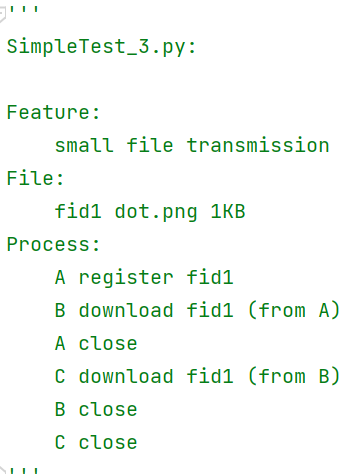 '''
SimpleTest_3.py:
Feature:
    small file transmission
File:
    fid1 dot.png 1KB
Process:
    A register fid1
    B download fid1 (from A)
    A close
    C download fid1 (from B)
    B close
    C close
'''